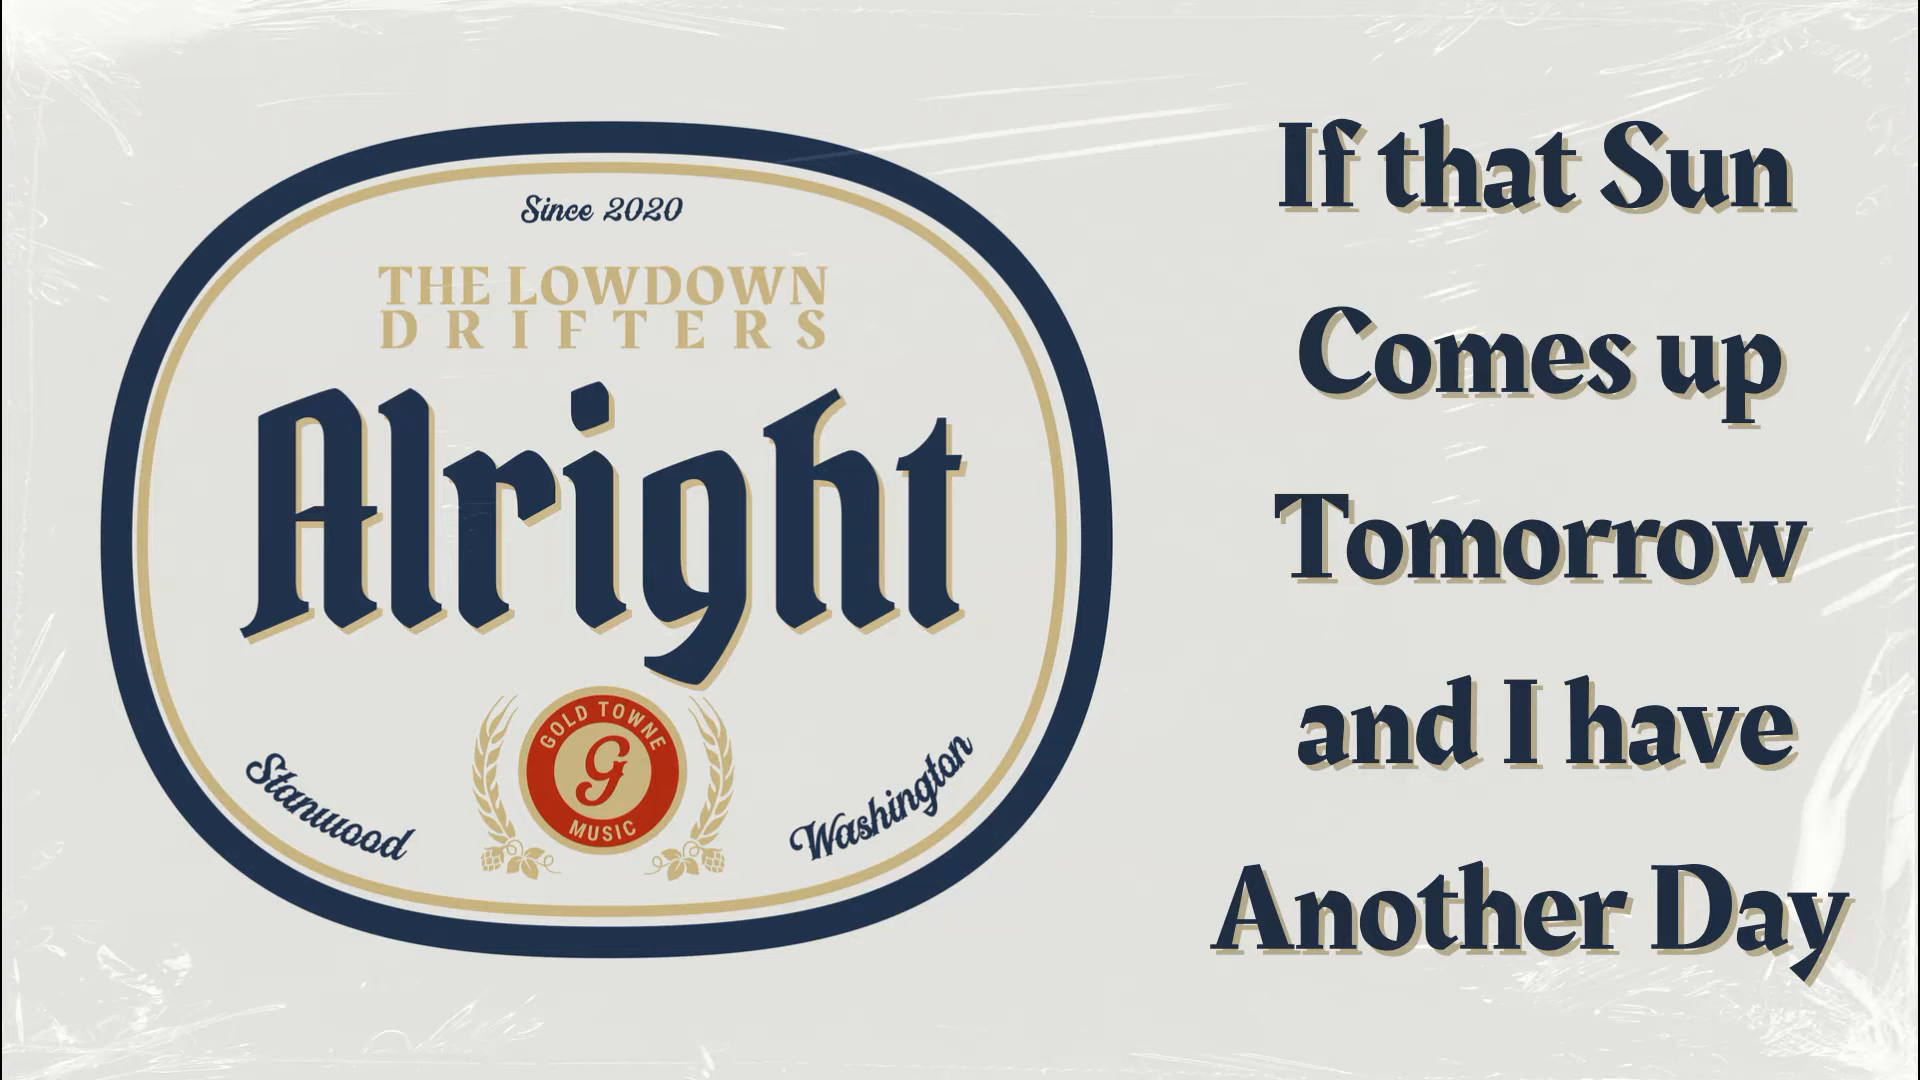 Since 2020
THE LOWDOWN
DRIFTERS
Alright
GOLD TOWNE
G
MUSIC
Stanwood
Washington
If that Sun
Comes up
Tomorrow
and I have
Another Day